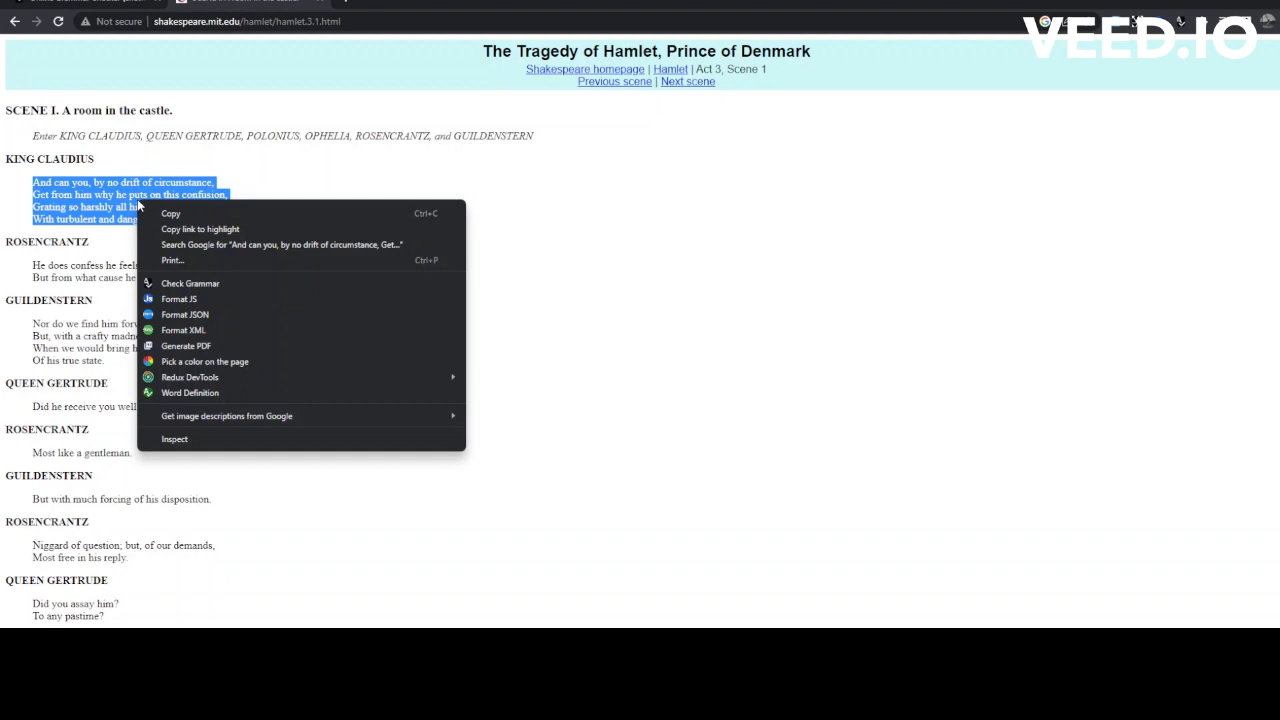 Not secure | shakespeare.mit.edu/hamlet/hamlet.3.1.html
VEED.IO
The Tragedy of Hamlet, Prince of Denmark
Shakespeare homepage | Hamlet | Act 3, Scene 1
Previous scene | Next scene
SCENE I. A room in the castle.
Enter KING CLAUDIUS, QUEEN GERTRUDE, POLONIUS, OPHELIA, ROSENCRANTZ, and GUILDENSTERN
KING CLAUDIUS
And can you, by no drift of circumstance,
Get from him why he puts on this confusion,
Grating so harshly all hi
With turbulent and dang
ROSENCRANTZ
He does confess he feels
But from what cause he
GUILDENSTERN
Nor do we find him forw
But, with a crafty madne
When we would bring h
Of his true state.
QUEEN GERTRUDE
Did he receive you well
ROSENCRANTZ
Most like a gentleman.
GUILDENSTERN
But with much forcing of his disposition.
ROSENCRANTZ
Niggard of question; but, of our demands,
Most free in his reply.
QUEEN GERTRUDE
Did you assay him?
To any pastime?
Copy Ctrl+C
Copy link to highlight
Search Google for "And can you, by no drift of circumstance, Get..."
Print... Ctrl+P
Check Grammar
Format JS
Format JSON
Format XML
Generate PDF
Pick a color on the page
Redux DevTools
Word Definition
Get image descriptions from Google
Inspect